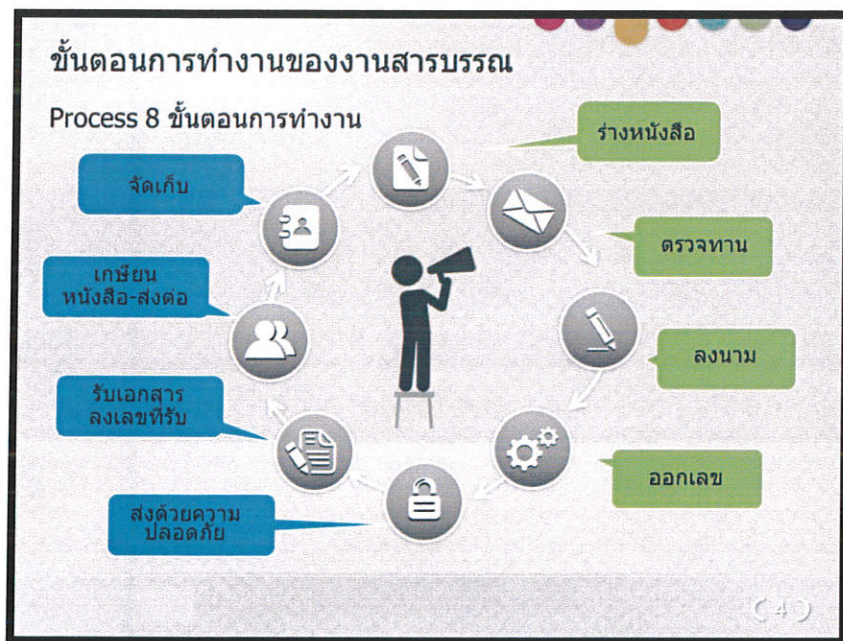 ขั้นตอนการทำงานของงานสารบรรณ
Process 8 ขั้นตอนการทำงาน
ร่างหนังสือ
ตรวจทาน
ลงนาม
ออกเลข
ส่งด้วยความ
ปลอดภัย
รับเอกสาร
ลงเลขที่รับ
เกษียน
หนังสือ-ส่งต่อ
จัดเก็บ
4